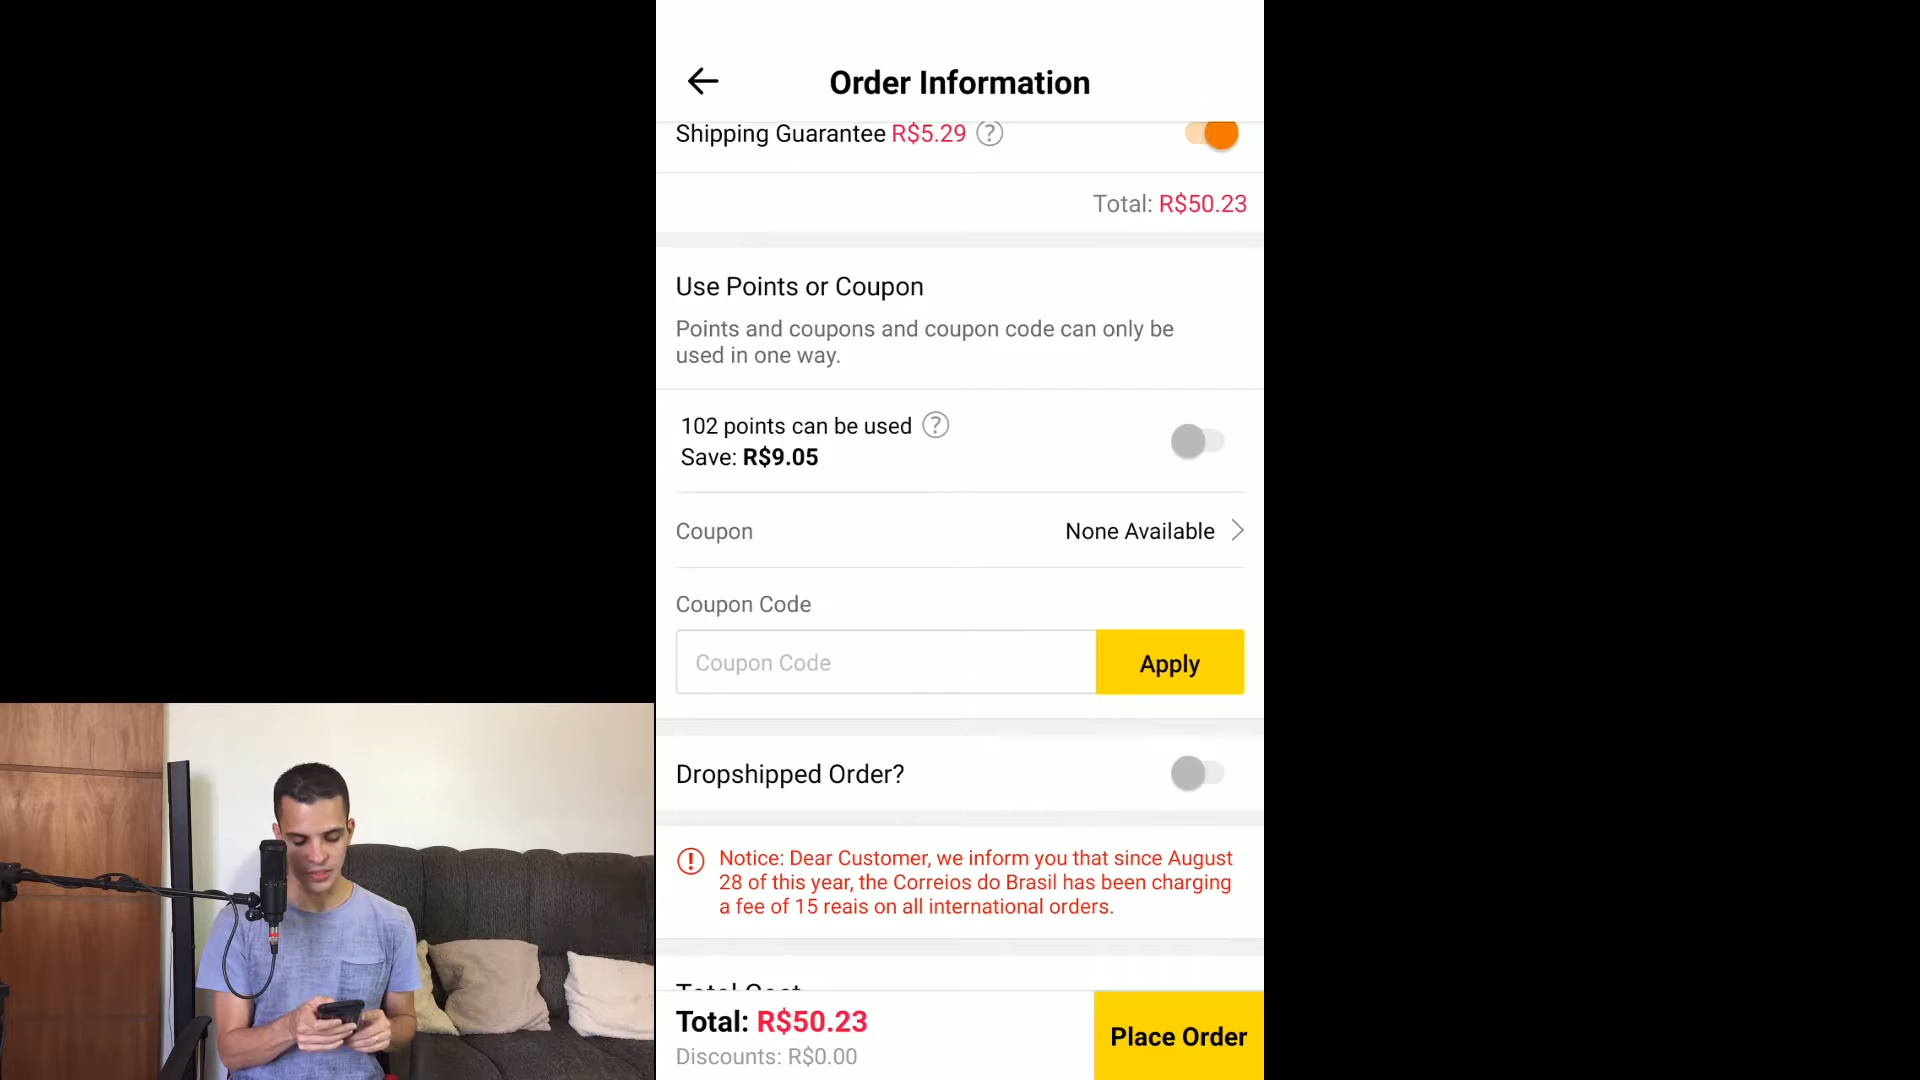 Order Information
Shipping Guarantee R$5.29 ?
Total: R$50.23
Use Points or Coupon
Points and coupons and coupon code can only be
used in one way.
102 points can be used ?
Save: R$9.05
Coupon None Available
Coupon Code
Coupon Code Apply
Dropshipped Order?
Notice: Dear Customer, we inform you that since August
28 of this year, the Correios do Brasil has been charging
a fee of 15 reais on all international orders.
Total Cost
Total: R$50.23
Discounts: R$0.00
Place Order